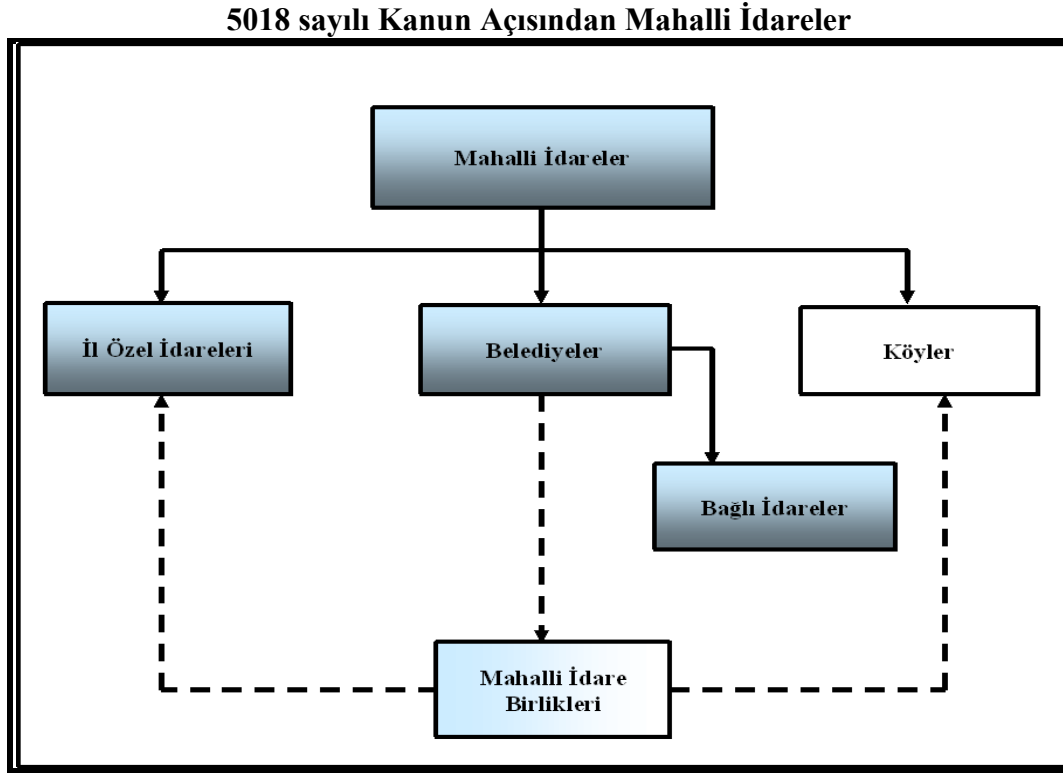 5018 sayılı Kanun Açısından Mahalli İdareler
Mahalli İdareler
İl Özel İdareleri
Belediyeler
Köyler
Bağlı İdareler
Mahalli İdare
Birlikleri